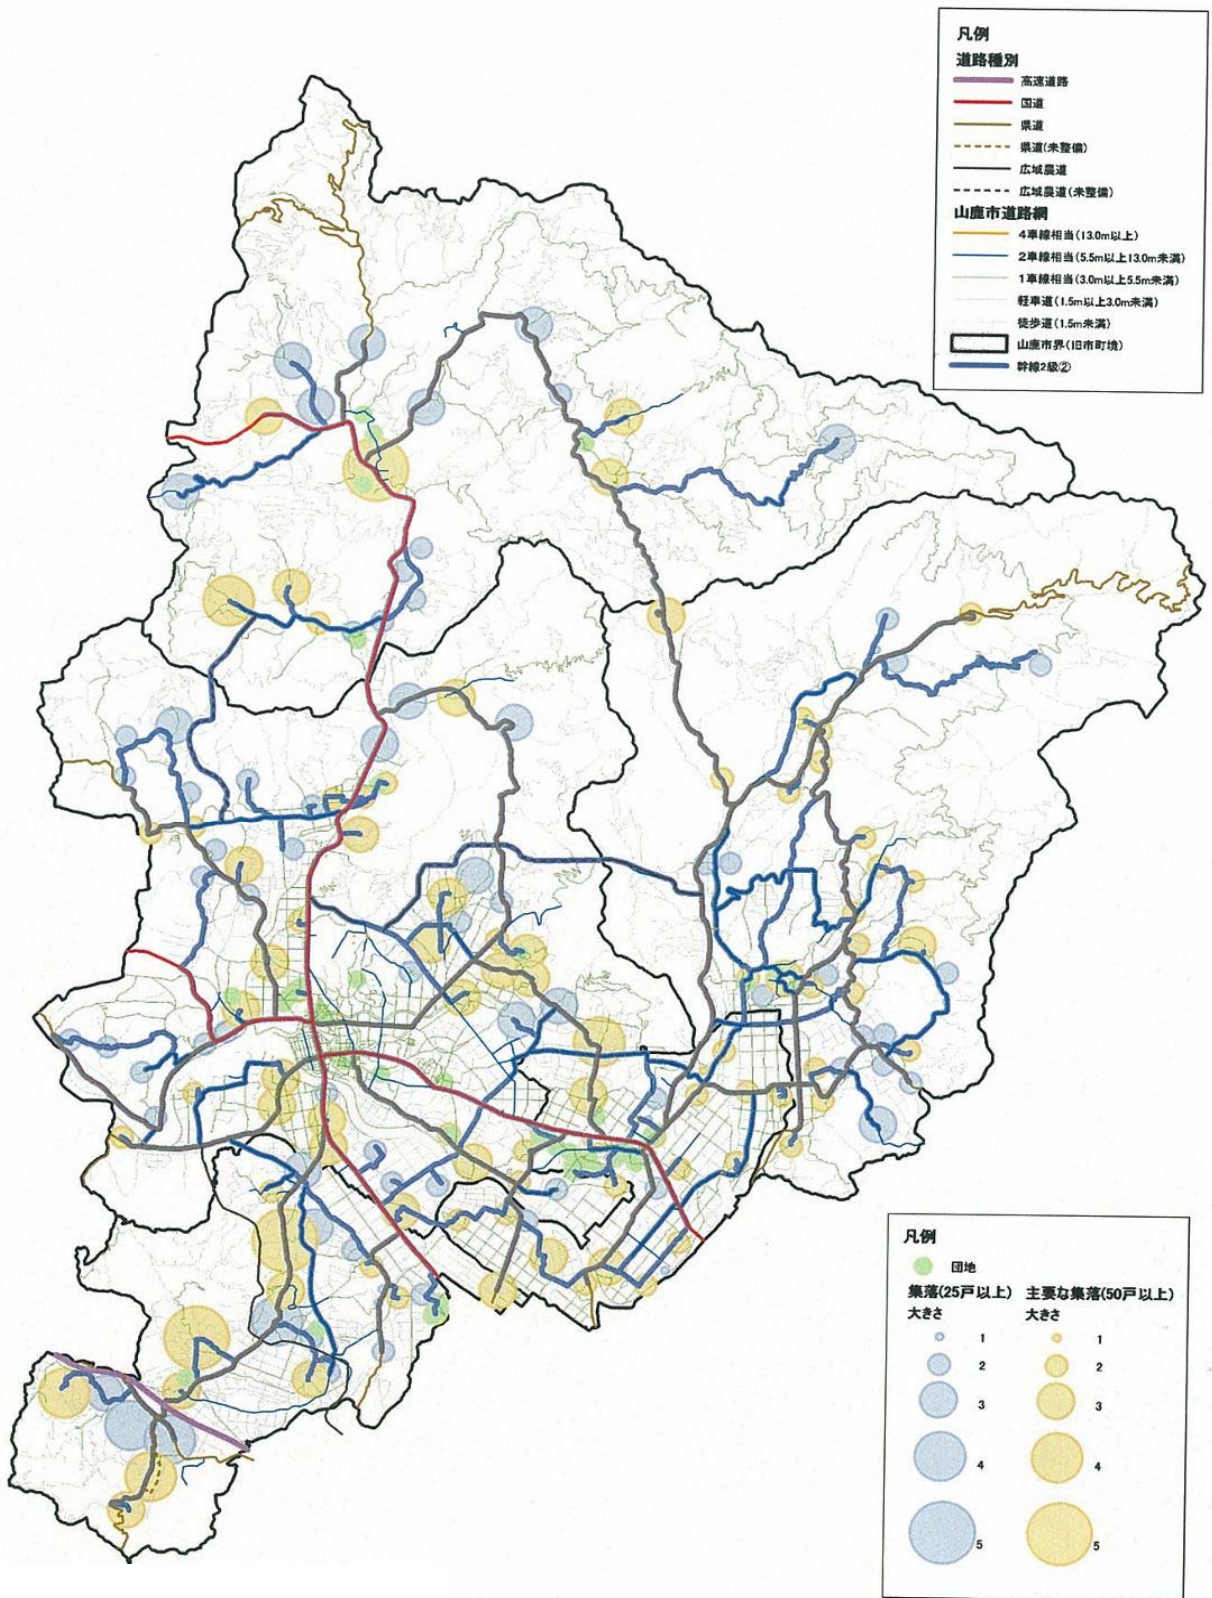 凡例
道路種別
高速道路
国道
県道
県道(未整備)
広域農道
広域農道(未整備)
山鹿市道路網
4車線相当(13.0m以上)
2車線相当(5.5m以上13.0m未満)
1車線相当(3.0m以上5.5m未満)
軽車道(1.5m以上3.0m未満)
徒歩道(1.5m未満)
山鹿市界(旧市町境)
幹線2級②
凡例
団地
集落(25戸以上) 主要な集落(50戸以上)
大きさ 大きさ
1 1
2 2
3 3
4 4
5 5